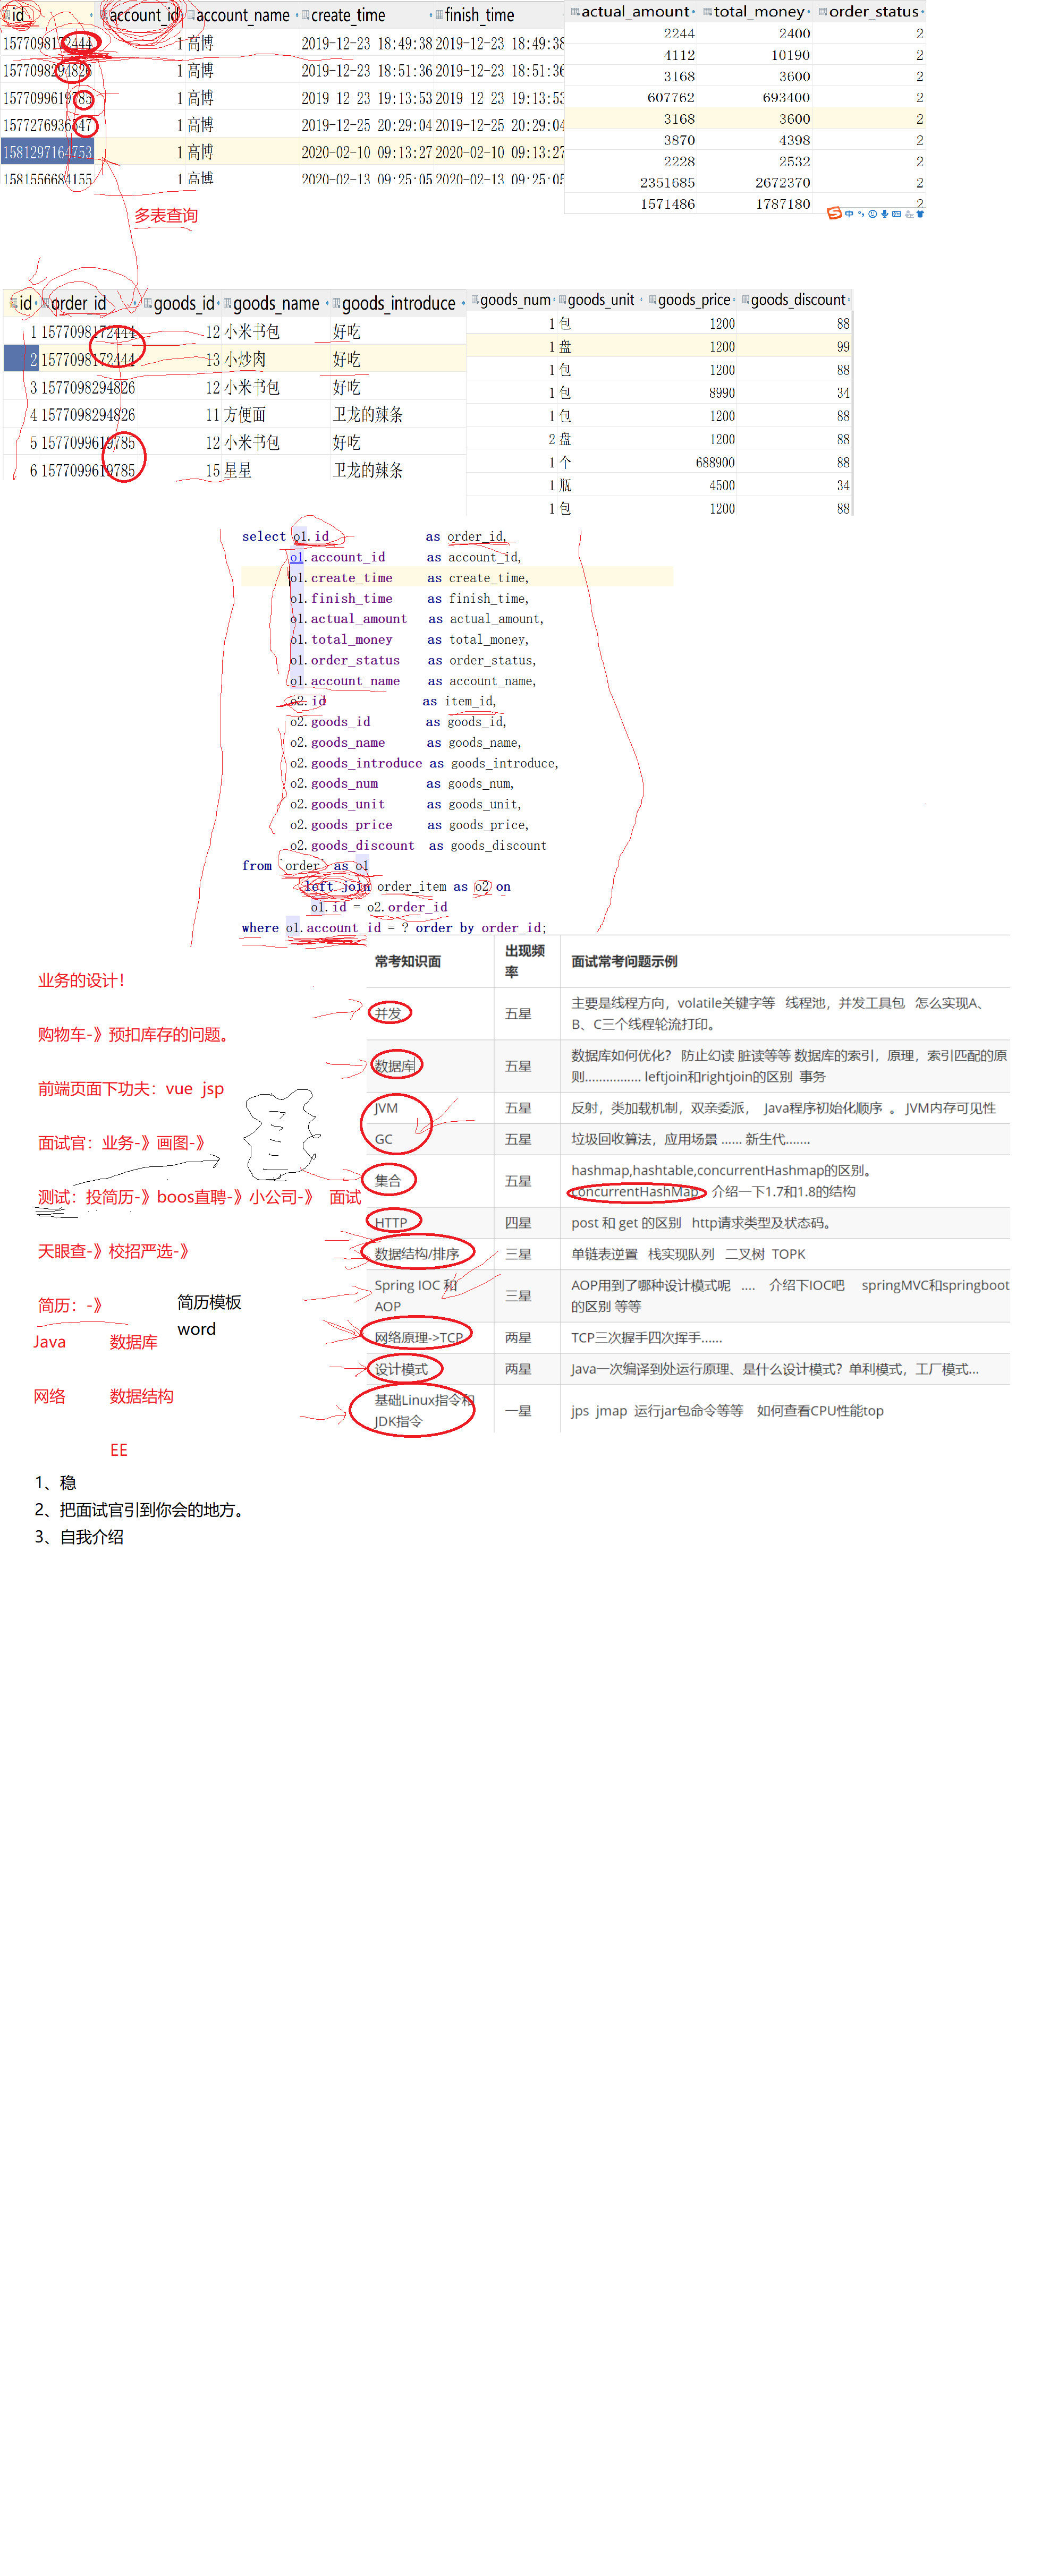 id account_id account_name create_time finish_time
1577098172444 1 高博 2019-12-23 18:49:38 2019-12-23 18:49:38
1577098294826 1 高博 2019-12-23 18:51:36 2019-12-23 18:51:36
1577099619785 1 高博 2019-12-23 19:13:53 2019-12-23 19:13:53
1577276936547 1 高博 2019-12-25 20:29:04 2019-12-25 20:29:04
1581297164753 1 高博 2020-02-10 09:13:27 2020-02-10 09:13:27
1581556684155 1 高博 2020-02-13 09:25:05 2020-02-13 09:25:05
actual_amount total_money order_status
2244 2400 2
4112 10190 2
3168 3600 2
607762 693400 2
3168 3600 2
3870 4398 2
2228 2532 2
2351685 2672370 2
1571486 1787180 2
中
多表查询
id order_id goods_id goods_name goods_introduce
1 1577098172444 12 小米书包 好吃
2 1577098172444 13 小炒肉 好吃
3 1577098294826 12 小米书包 好吃
4 1577098294826 11 方便面 卫龙的辣条
5 1577099619785 12 小米书包 好吃
6 1577099619785 15 星星 卫龙的辣条
goods_num goods_unit goods_price goods_discount
1 包 1200 88
1 盘 1200 99
1 包 1200 88
1 包 8990 34
1 包 1200 88
2 盘 1200 88
1 个 688900 88
1 瓶 4500 34
1 包 1200 88
select o1.id as order_id,
o1.account_id as account_id,
o1.create_time as create_time,
o1.finish_time as finish_time,
o1.actual_amount as actual_amount,
o1.total_money as total_money,
o1.order_status as order_status,
o1.account_name as account_name,
o2.id as item_id,
o2.goods_id as goods_id,
o2.goods_name as goods_name,
o2.goods_introduce as goods_introduce,
o2.goods_num as goods_num,
o2.goods_unit as goods_unit,
o2.goods_price as goods_price,
o2.goods_discount as goods_discount
from `order` as o1
left join order_item as o2 on
o1.id = o2.order_id
where o1.account_id = ? order by order_id;
业务的设计！
购物车-》预扣库存的问题。
前端页面下功夫：vue jsp
面试官：业务-》画图-》
测试：投简历-》boos直聘-》小公司-》 面试
天眼查-》校招严选-》
简历：-》
简历模板
word
Java 数据库
网络 数据结构
EE
常考知识面 出现频率 面试常考问题示例
并发 五星 主要是线程方向，volatile关键字等 线程池，并发工具包 怎么实现A、
B、C三个线程轮流打印。
数据库 五星 数据库如何优化？ 防止幻读 脏读等等 数据库的索引，原理，索引匹配的原
则................ leftjoin和rightjoin的区别 事务
JVM 五星 反射，类加载机制，双亲委派， Java程序初始化顺序 。 JVM内存可见性
GC 五星 垃圾回收算法，应用场景 ...... 新生代.......
集合 五星 hashmap,hashtable,concurrentHashmap的区别。
concurrentHashMap 介绍一下1.7和1.8的结构
HTTP 四星 post 和 get 的区别 http请求类型及状态码。
数据结构/排序 三星 单链表逆置 栈实现队列 二叉树 TOPK
Spring IOC 和
AOP 三星 AOP用到了哪种设计模式呢 .... 介绍下IOC吧 springMVC和springboot
的区别 等等
网络原理->TCP 两星 TCP三次握手四次挥手......
设计模式 两星 Java一次编译到处运行原理、是什么设计模式？单利模式，工厂模式...
基础Linux指令和
JDK指令 一星 jps jmap 运行jar包命令等等 如何查看CPU性能top
1、稳
2、把面试官引到你会的地方。
3、自我介绍